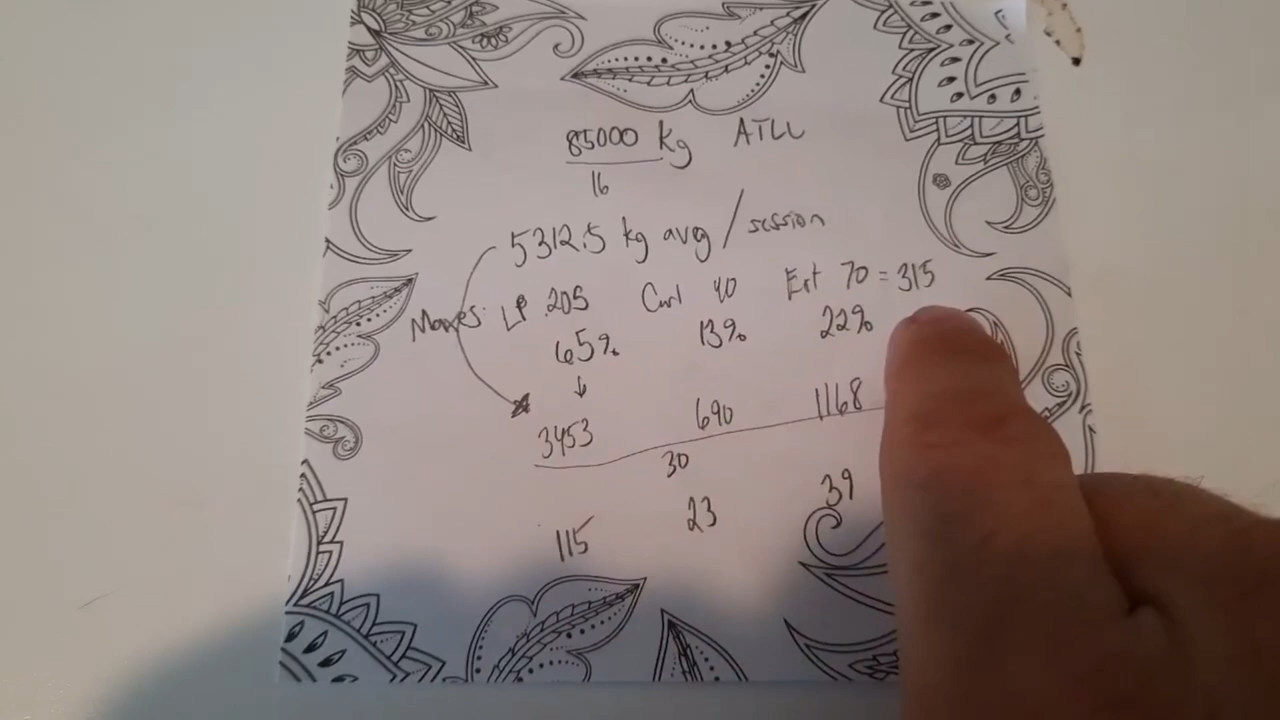 85000 kg ATLL
16
5312.5 kg avg/session
Maxes: LP 205 Curl 40 Ext 70 = 315
65% 13% 22%
3453 690 1168
30
115 23 39